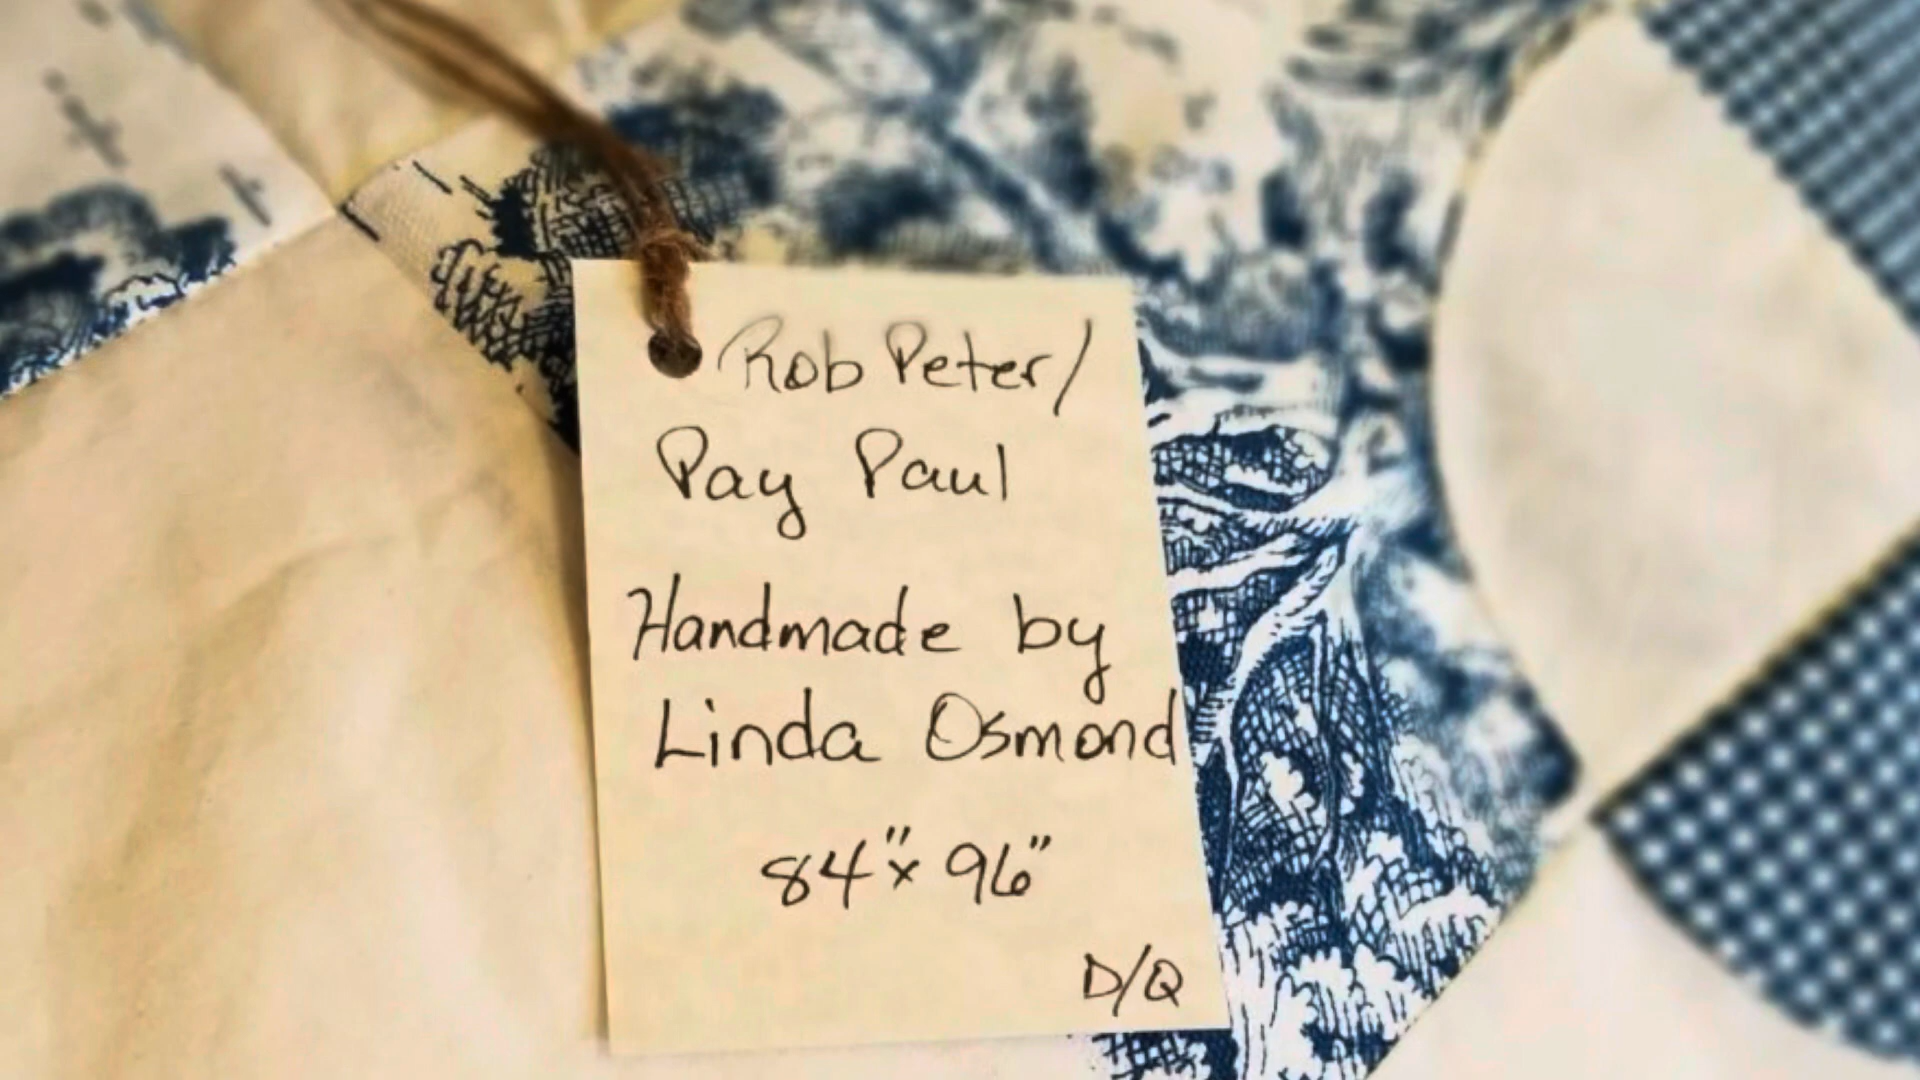 Rob Peter/
Pay Paul
Handmade by
Linda Osmond
84" x 96"
D/Q